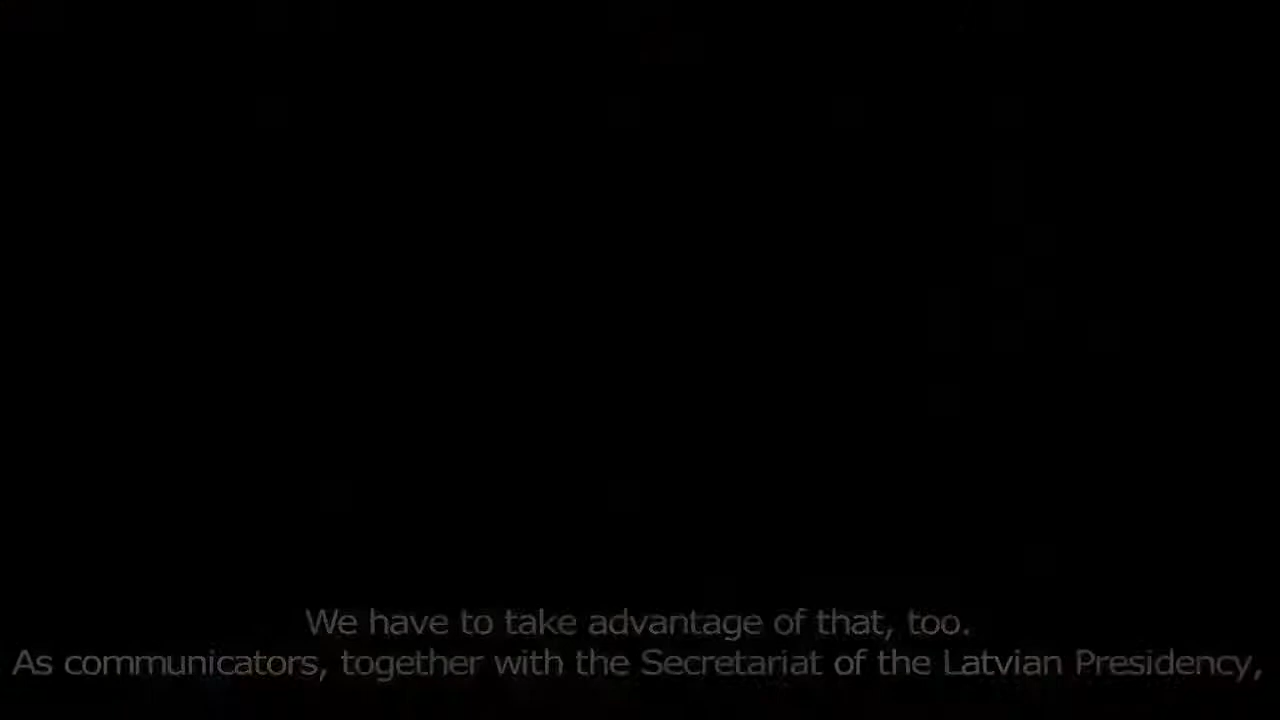 We have to take advantage of that, too.
As communicators, together with the Secretariat of the Latvian Presidency,